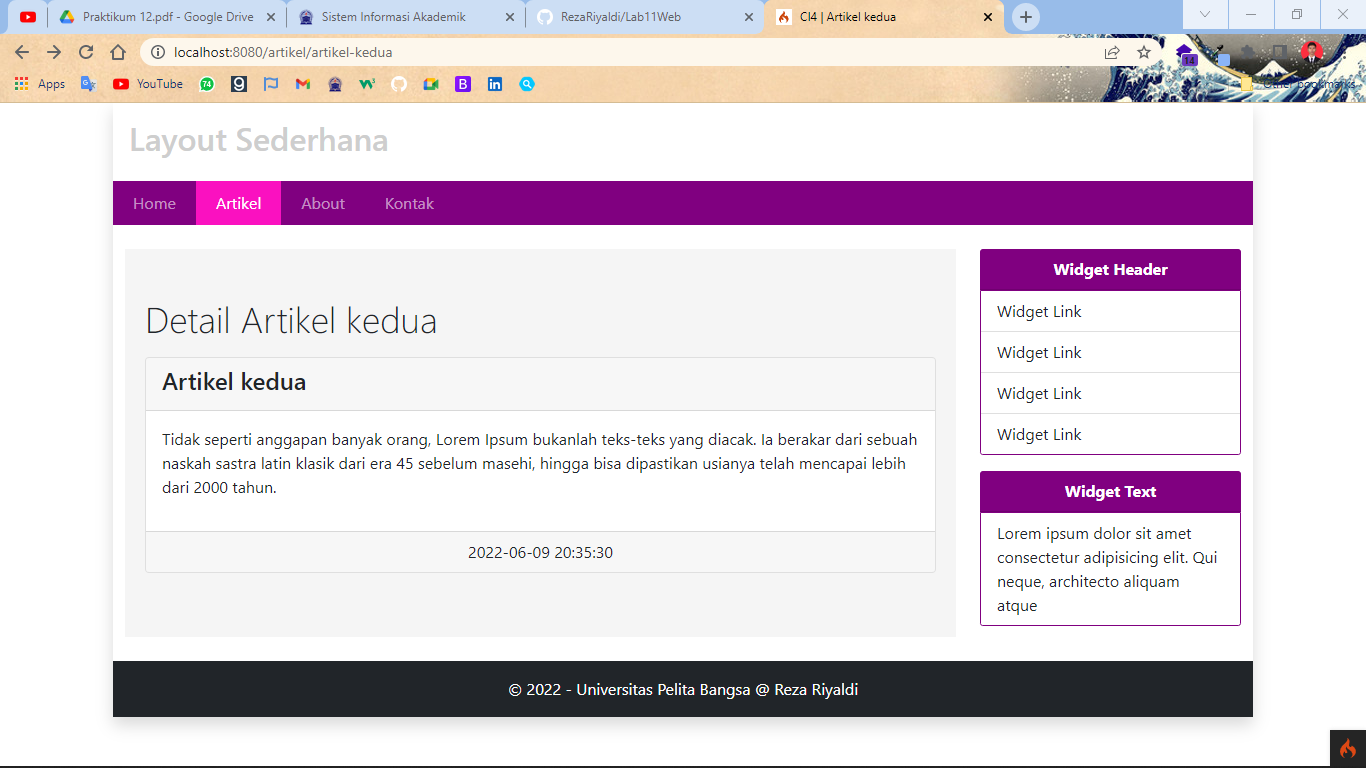 Praktikum 12.pdf - Google Drive
Sistem Informasi Akademik
RezaRiyaldi/Lab11Web
CI4 | Artikel kedua
localhost:8080/artikel/artikel-kedua
14
Apps
YouTube
74
Other bookmarks
Layout Sederhana
Home
Artikel
About
Kontak
Detail Artikel kedua
Artikel kedua
Tidak seperti anggapan banyak orang, Lorem Ipsum bukanlah teks-teks yang diacak. Ia berakar dari sebuah
naskah sastra latin klasik dari era 45 sebelum masehi, hingga bisa dipastikan usianya telah mencapai lebih
dari 2000 tahun.
2022-06-09 20:35:30
Widget Header
Widget Link
Widget Link
Widget Link
Widget Link
Widget Text
Lorem ipsum dolor sit amet
consectetur adipisicing elit. Qui
neque, architecto aliquam
atque
© 2022 - Universitas Pelita Bangsa @ Reza Riyaldi